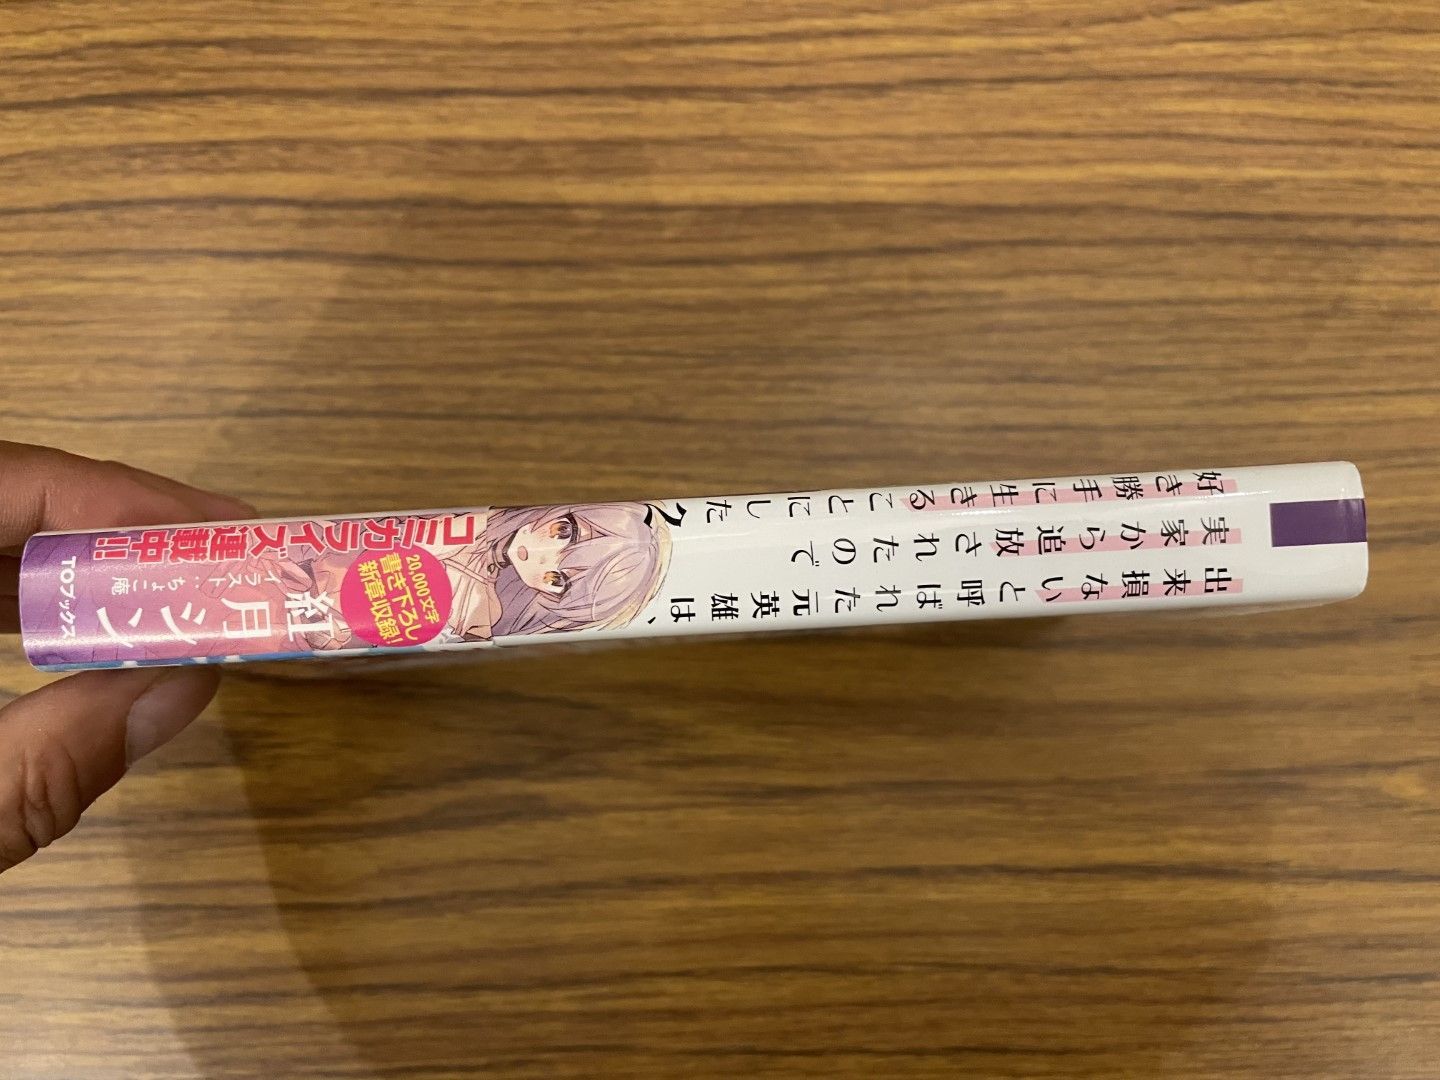 出来損ないと呼ばれた元英雄は、
実家から追放されたので
好き勝手に生きることにした
2
コミカライズ連載中!!
20,000文字
書き下ろし
新章収録!
紅月シン
イラスト:ちょこ庵
TOブックス